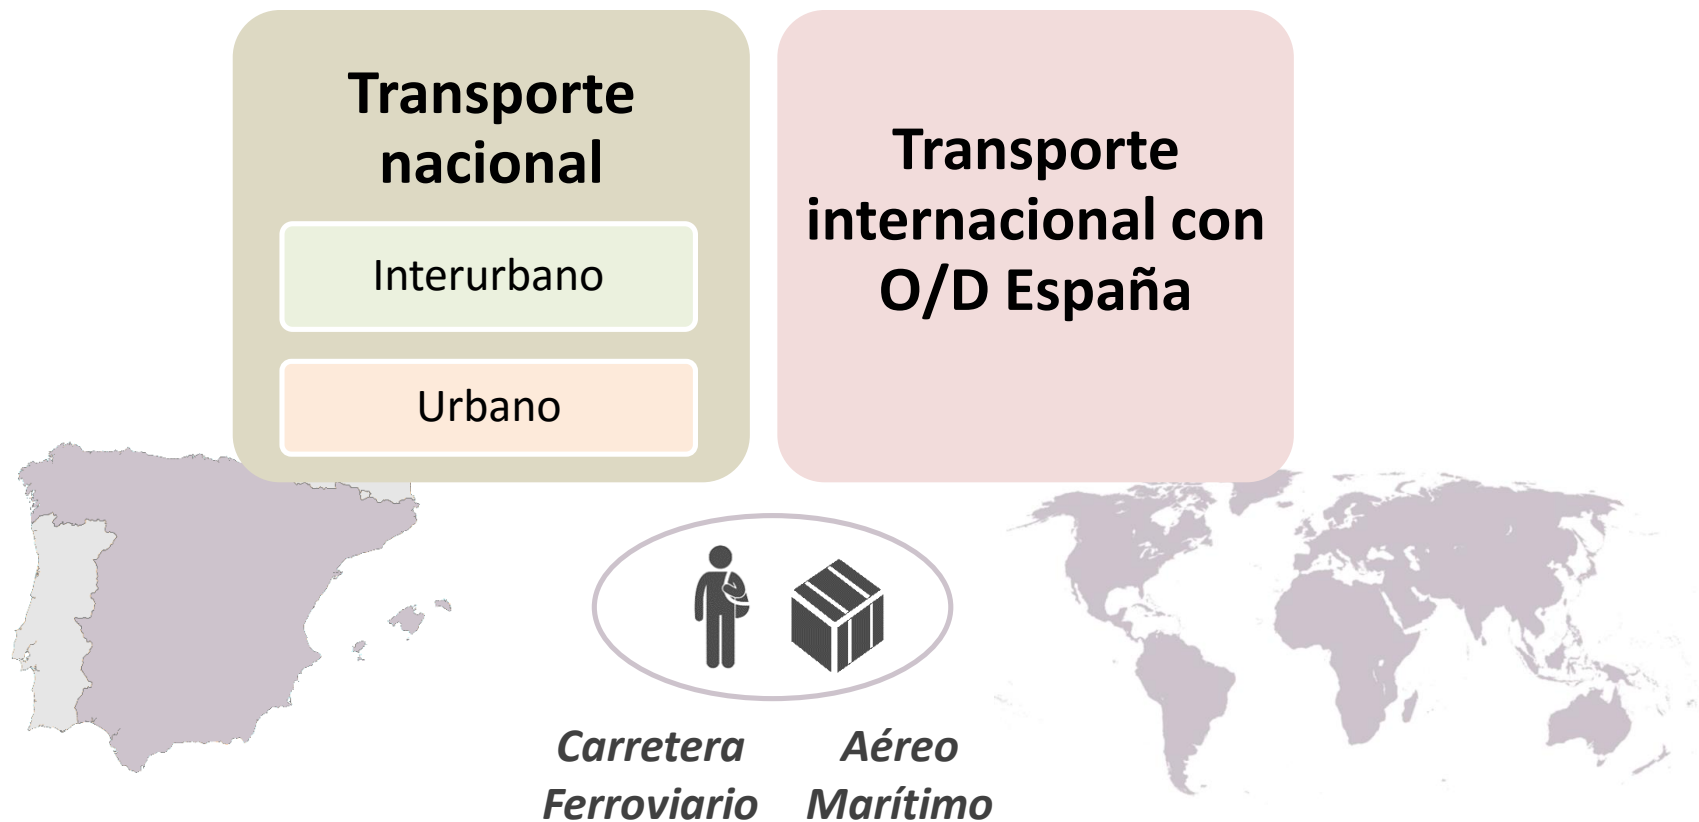 Transporte
nacional
Interurbano
Urbano
Transporte
internacional con
O/D España
Carretera
Aéreo
Ferroviario
Marítimo